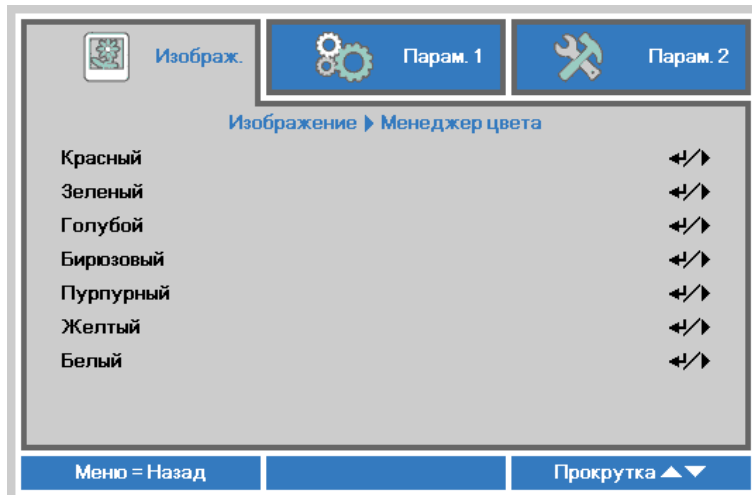 Изображ. Парам. 1 Парам. 2
Изображение ▶ Менеджер цвета
Красный ↵/▶
Зеленый ↵/▶
Голубой ↵/▶
Бирюзовый ↵/▶
Пурпурный ↵/▶
Желтый ↵/▶
Белый ↵/▶
Меню = Назад Прокрутка ▲▼